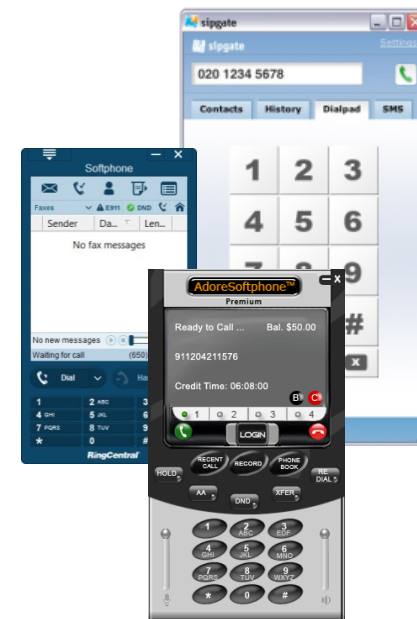 sipgate
sipgate
Settings
020 1234 5678
Contacts History Dialpad SMS
1 2 3
4 5 6
9
#
x
Softphone
Faxes E911 DND
Sender Da... Len...
No fax messages
No new messages
Waiting for call (650)
Dial
1 2 ABC 3
4 GHI 5 JKL 6
7 PQRS 8 TUV 9
* 0 #
RingCentral
AdoreSoftphone™
Premium
Ready to Call ... Bal. $50.00
911204211576
Credit Time: 06:08:00
B C
1 2 3 4
LOGIN
HOLD RECENT CALL RECORD PHONE BOOK RE DIAL
AA DND XFER
1 2 ABC 3 DEF
4 GHI 5 JKL 6 MNO
7 PQRS 8 TUV 9 WXYZ
* 0 #